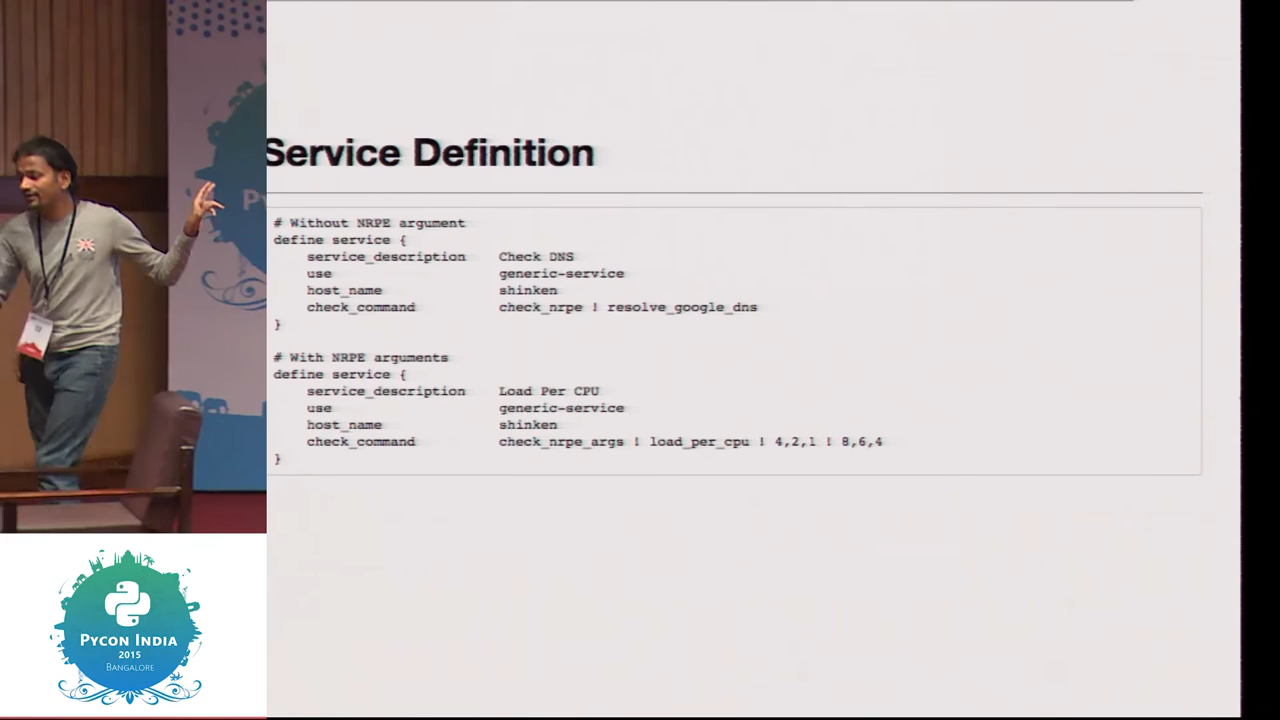 Service Definition
# Without NRPE argument
define service {
    service_description    Check DNS
    use    generic-service
    host_name    shinken
    check_command    check_nrpe ! resolve_google_dns
}
# With NRPE arguments
define service {
    service_description    Load Per CPU
    use    generic-service
    host_name    shinken
    check_command    check_nrpe_args ! load_per_cpu ! 4,2,1 ! 8,6,4
}
PYCON INDIA
2015
BANGALORE